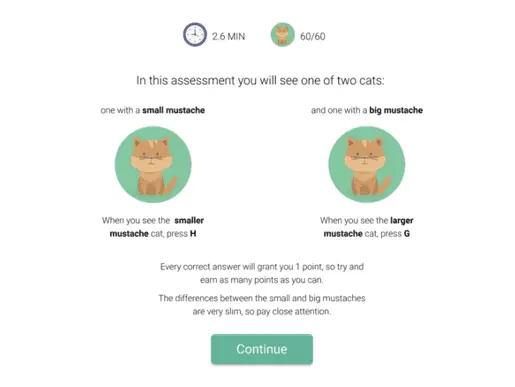 2.6 MIN 60/60
In this assessment you will see one of two cats:
one with a small mustache
and one with a big mustache
When you see the smaller
mustache cat, press H
When you see the larger
mustache cat, press G
Every correct answer will grant you 1 point, so try and
earn as many points as you can.
The differences between the small and big mustaches
are very slim, so pay close attention.
Continue